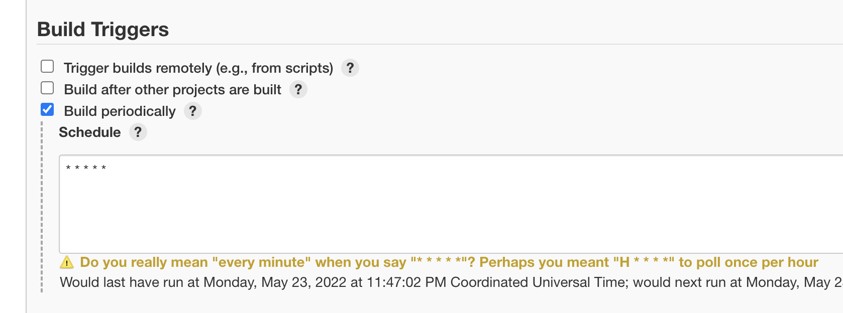 Build Triggers
Trigger builds remotely (e.g., from scripts) ?
Build after other projects are built ?
Build periodically ?
Schedule ?
* * * * *
Do you really mean "every minute" when you say "* * * * *"? Perhaps you meant "H * * * *" to poll once per hour
Would last have run at Monday, May 23, 2022 at 11:47:02 PM Coordinated Universal Time; would next run at Monday, May 2